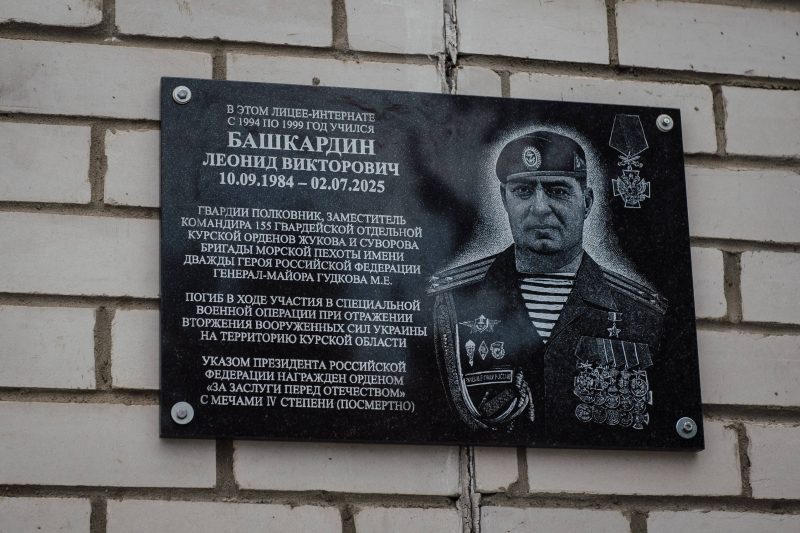 В ЭТОМ ЛИЦЕЕ-ИНТЕРНАТЕ
С 1994 ПО 1999 ГОД УЧИЛСЯ
БАШКАРДИН
ЛЕОНИД ВИКТОРОВИЧ
10.09.1984 – 02.07.2025
ГВАРДИИ ПОЛКОВНИК, ЗАМЕСТИТЕЛЬ
КОМАНДИРА 155 ГВАРДЕЙСКОЙ ОТДЕЛЬНОЙ
КУРСКОЙ ОРДЕНОВ ЖУКОВА И СУВОРОВА
БРИГАДЫ МОРСКОЙ ПЕХОТЫ ИМЕНИ
ДВАЖДЫ ГЕРОЯ РОССИЙСКОЙ ФЕДЕРАЦИИ
ГЕНЕРАЛ-МАЙОРА ГУДКОВА М.Е.
ПОГИБ В ХОДЕ УЧАСТИЯ В СПЕЦИАЛЬНОЙ
ВОЕННОЙ ОПЕРАЦИИ ПРИ ОТРАЖЕНИИ
ВТОРЖЕНИЯ ВООРУЖЕННЫХ СИЛ УКРАИНЫ
НА ТЕРРИТОРИЮ КУРСКОЙ ОБЛАСТИ
УКАЗОМ ПРЕЗИДЕНТА РОССИЙСКОЙ
ФЕДЕРАЦИИ НАГРАЖДЕН ОРДЕНОМ
«ЗА ЗАСЛУГИ ПЕРЕД ОТЕЧЕСТВОМ»
С МЕЧАМИ IV СТЕПЕНИ (ПОСМЕРТНО)